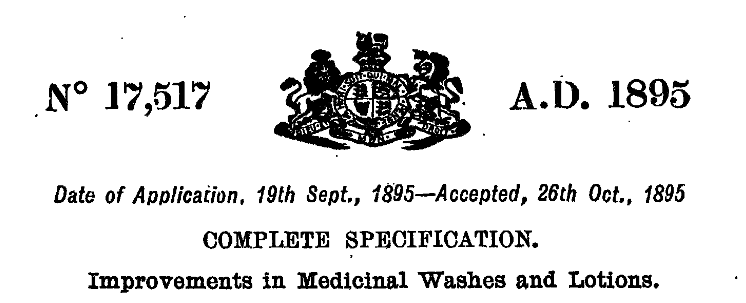 Nº 17,517
A.D. 1895
Date of Application, 19th Sept., 1895—Accepted, 26th Oct., 1895
COMPLETE SPECIFICATION.
Improvements in Medicinal Washes and Lotions.